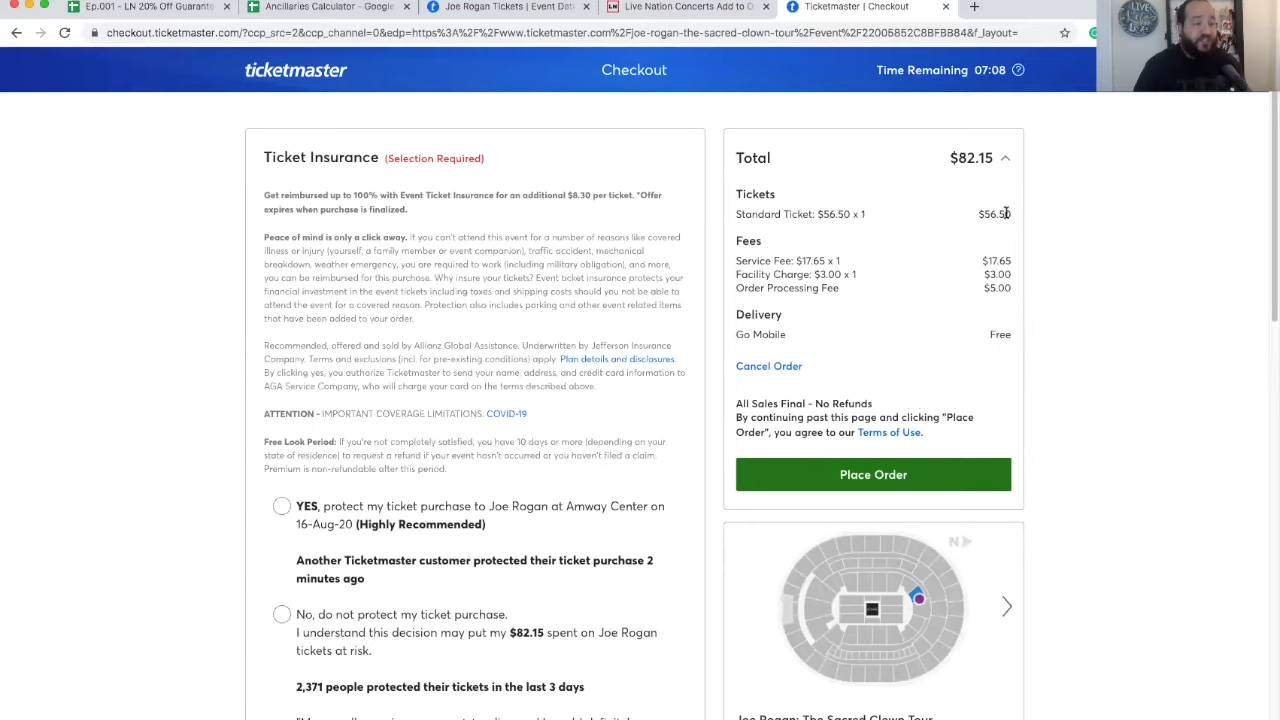 Ep.001 - LN 20% Off Guarante
Ancillaries Calculator - Google
Joe Rogan Tickets | Event Date
Live Nation Concerts Add to O
Ticketmaster | Checkout
checkout.ticketmaster.com/?ccp_src=2&ccp_channel=0&edp=https%3A%2F%2Fwww.ticketmaster.com%2Fjoe-rogan-the-sacred-clown-tour%2Fevent%2F22005852C8BFBB84&f_layout=
ticketmaster
Checkout
Time Remaining 07:08
Ticket Insurance (Selection Required)
Get reimbursed up to 100% with Event Ticket Insurance for an additional $8.30 per ticket. *Offer
expires when purchase is finalized.
Peace of mind is only a click away. If you can't attend this event for a number of reasons like covered
illness or injury (yourself, a family member or event companion), traffic accident, mechanical
breakdown, weather emergency, you are required to work (including military obligation), and more,
you can be reimbursed for this purchase. Why insure your tickets? Event ticket insurance protects your
financial investment in the event tickets including taxes and shipping costs should you not be able to
attend the event for a covered reason. Protection also includes parking and other event related items
that have been added to your order.
Recommended, offered and sold by Allianz Global Assistance. Underwritten by Jefferson Insurance
Company. Terms and exclusions (incl. for pre-existing conditions) apply. Plan details and disclosures.
By clicking yes, you authorize Ticketmaster to send your name, address, and credit card information to
AGA Service Company, who will charge your card on the terms described above.
ATTENTION - IMPORTANT COVERAGE LIMITATIONS: COVID-19
Free Look Period: If you're not completely satisfied, you have 10 days or more (depending on your
state of residence) to request a refund if your event hasn't occurred or you haven't filed a claim.
Premium is non-refundable after this period.
YES, protect my ticket purchase to Joe Rogan at Amway Center on
16-Aug-20 (Highly Recommended)
Another Ticketmaster customer protected their ticket purchase 2
minutes ago
No, do not protect my ticket purchase.
I understand this decision may put my $82.15 spent on Joe Rogan
tickets at risk.
2,371 people protected their tickets in the last 3 days
Total $82.15
Tickets
Standard Ticket: $56.50 x 1 $56.50
Fees
Service Fee: $17.65 x 1 $17.65
Facility Charge: $3.00 x 1 $3.00
Order Processing Fee $5.00
Delivery
Go Mobile Free
Cancel Order
All Sales Final - No Refunds
By continuing past this page and clicking "Place
Order", you agree to our Terms of Use.
Place Order
N
Joe Rogan: The Sacred Clown Tour